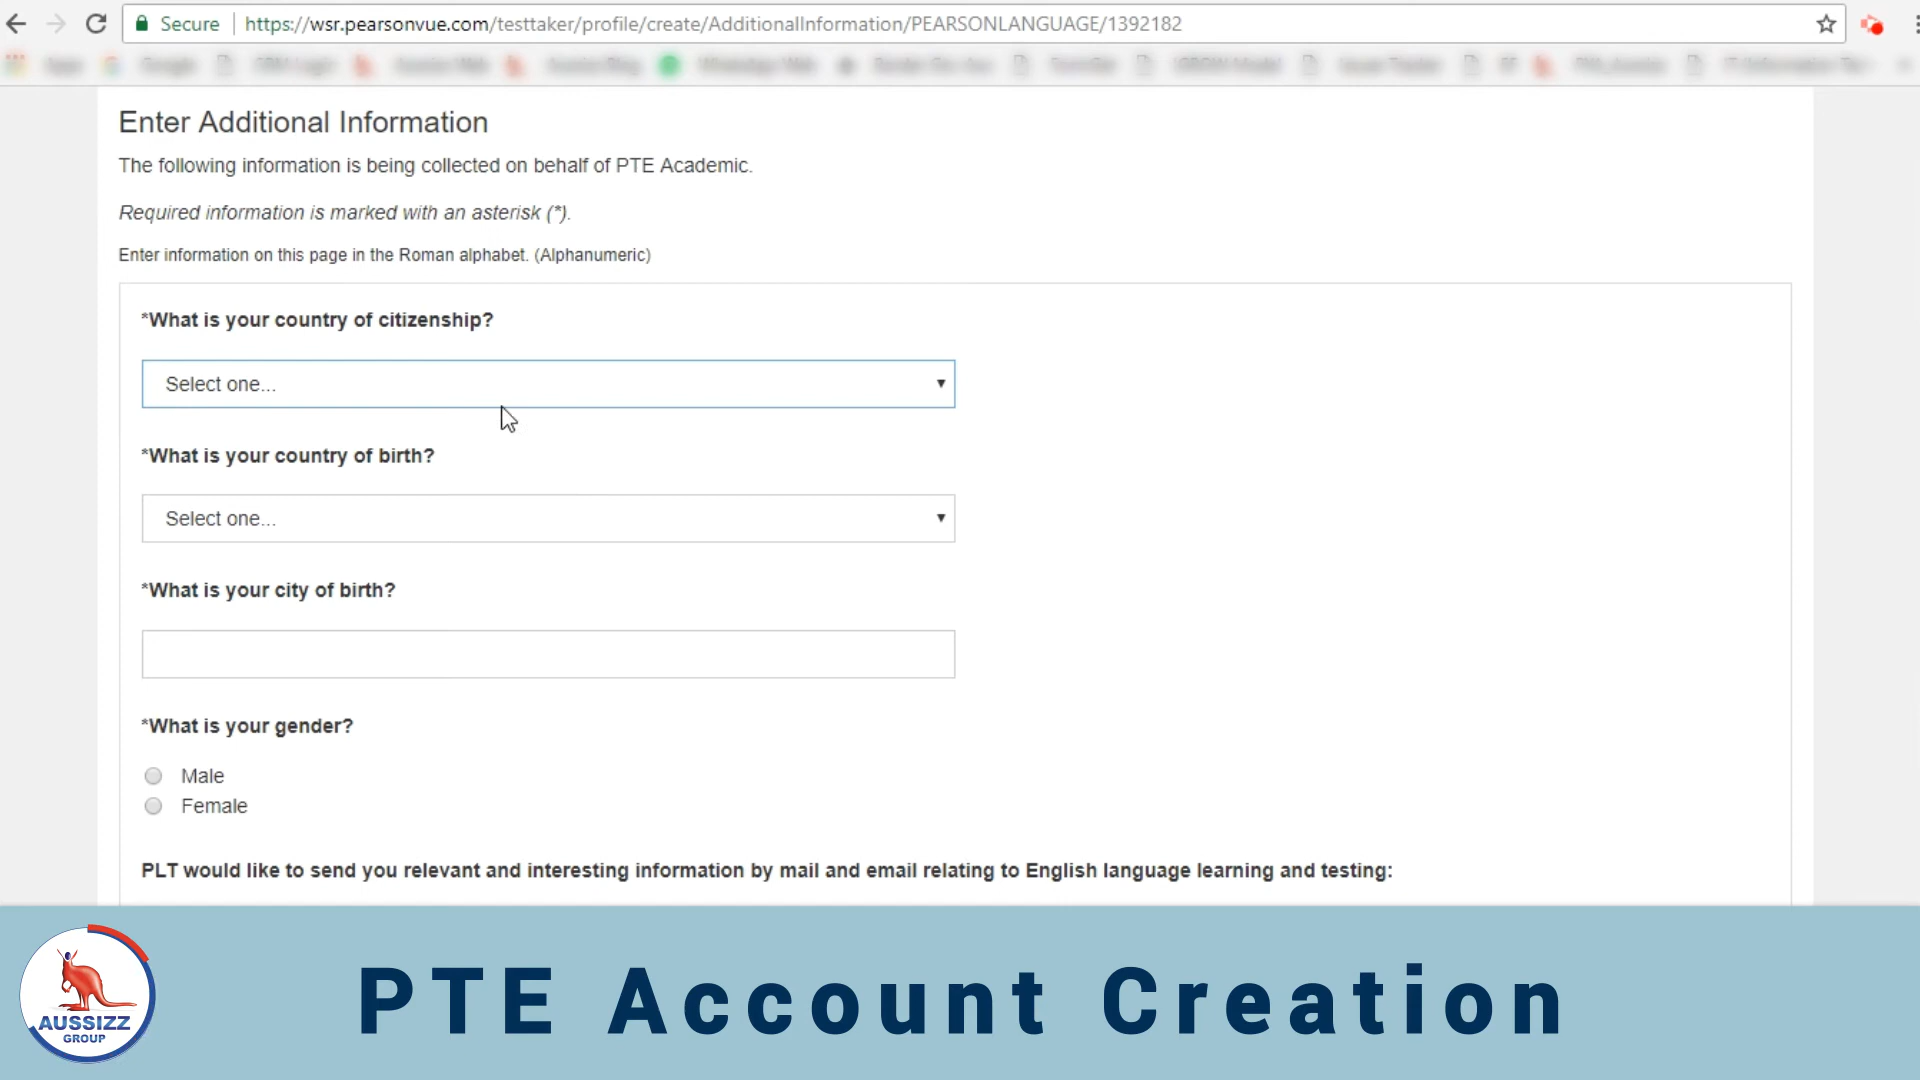 Secure https://wsr.pearsonvue.com/testtaker/profile/create/AdditionalInformation/PEARSONLANGUAGE/1392182
Enter Additional Information
The following information is being collected on behalf of PTE Academic.
Required information is marked with an asterisk (*).
Enter information on this page in the Roman alphabet. (Alphanumeric)
*What is your country of citizenship?
Select one...
*What is your country of birth?
Select one...
*What is your city of birth?
*What is your gender?
Male
Female
PLT would like to send you relevant and interesting information by mail and email relating to English language learning and testing:
AUSSIZZ
GROUP
PTE Account Creation